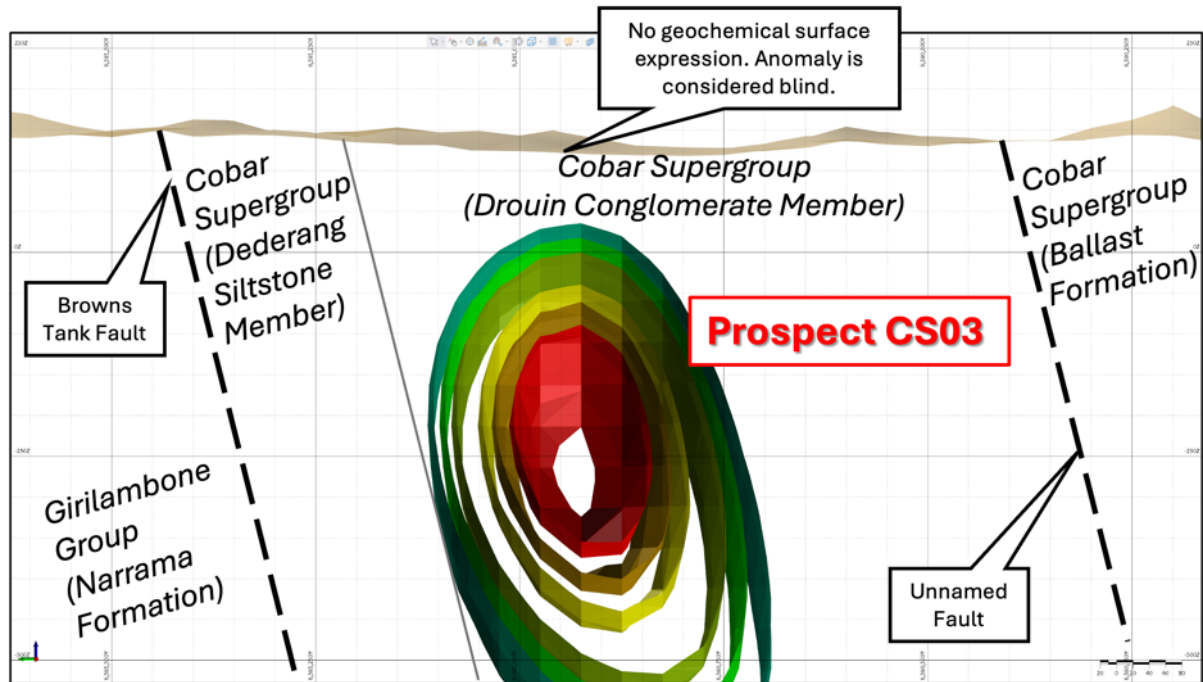 No geochemical surface
expression. Anomaly is
considered blind.
Cobar
Supergroup
(Dederang
Siltstone
Member)
Cobar Supergroup
(Drouin Conglomerate Member)
Cobar
Supergroup
(Ballast
Formation)
Browns
Tank Fault
Prospect CS03
Girilambone
Group
(Narrama
Formation)
Unnamed
Fault